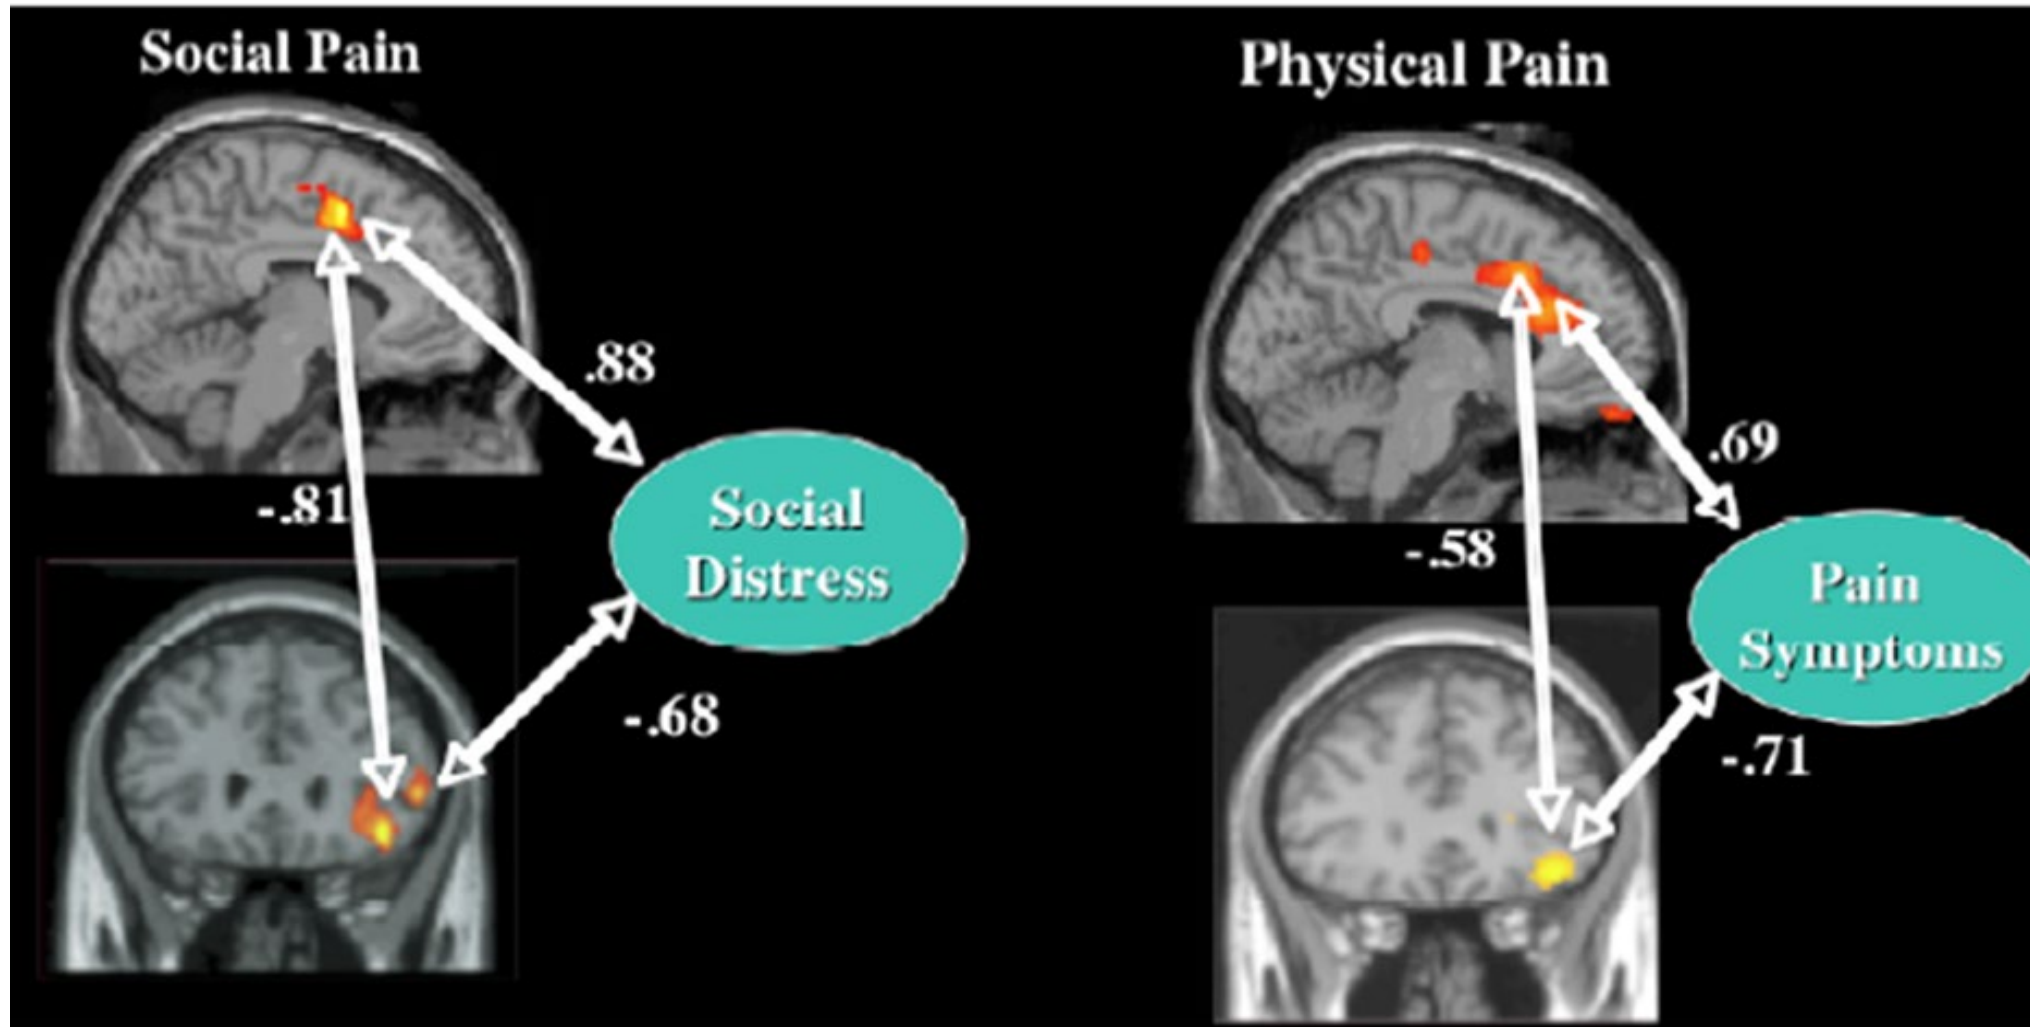 Social Pain
Physical Pain
.88
.69
-.81
Social
Distress
-.58
Pain
Symptoms
-.68
-.71